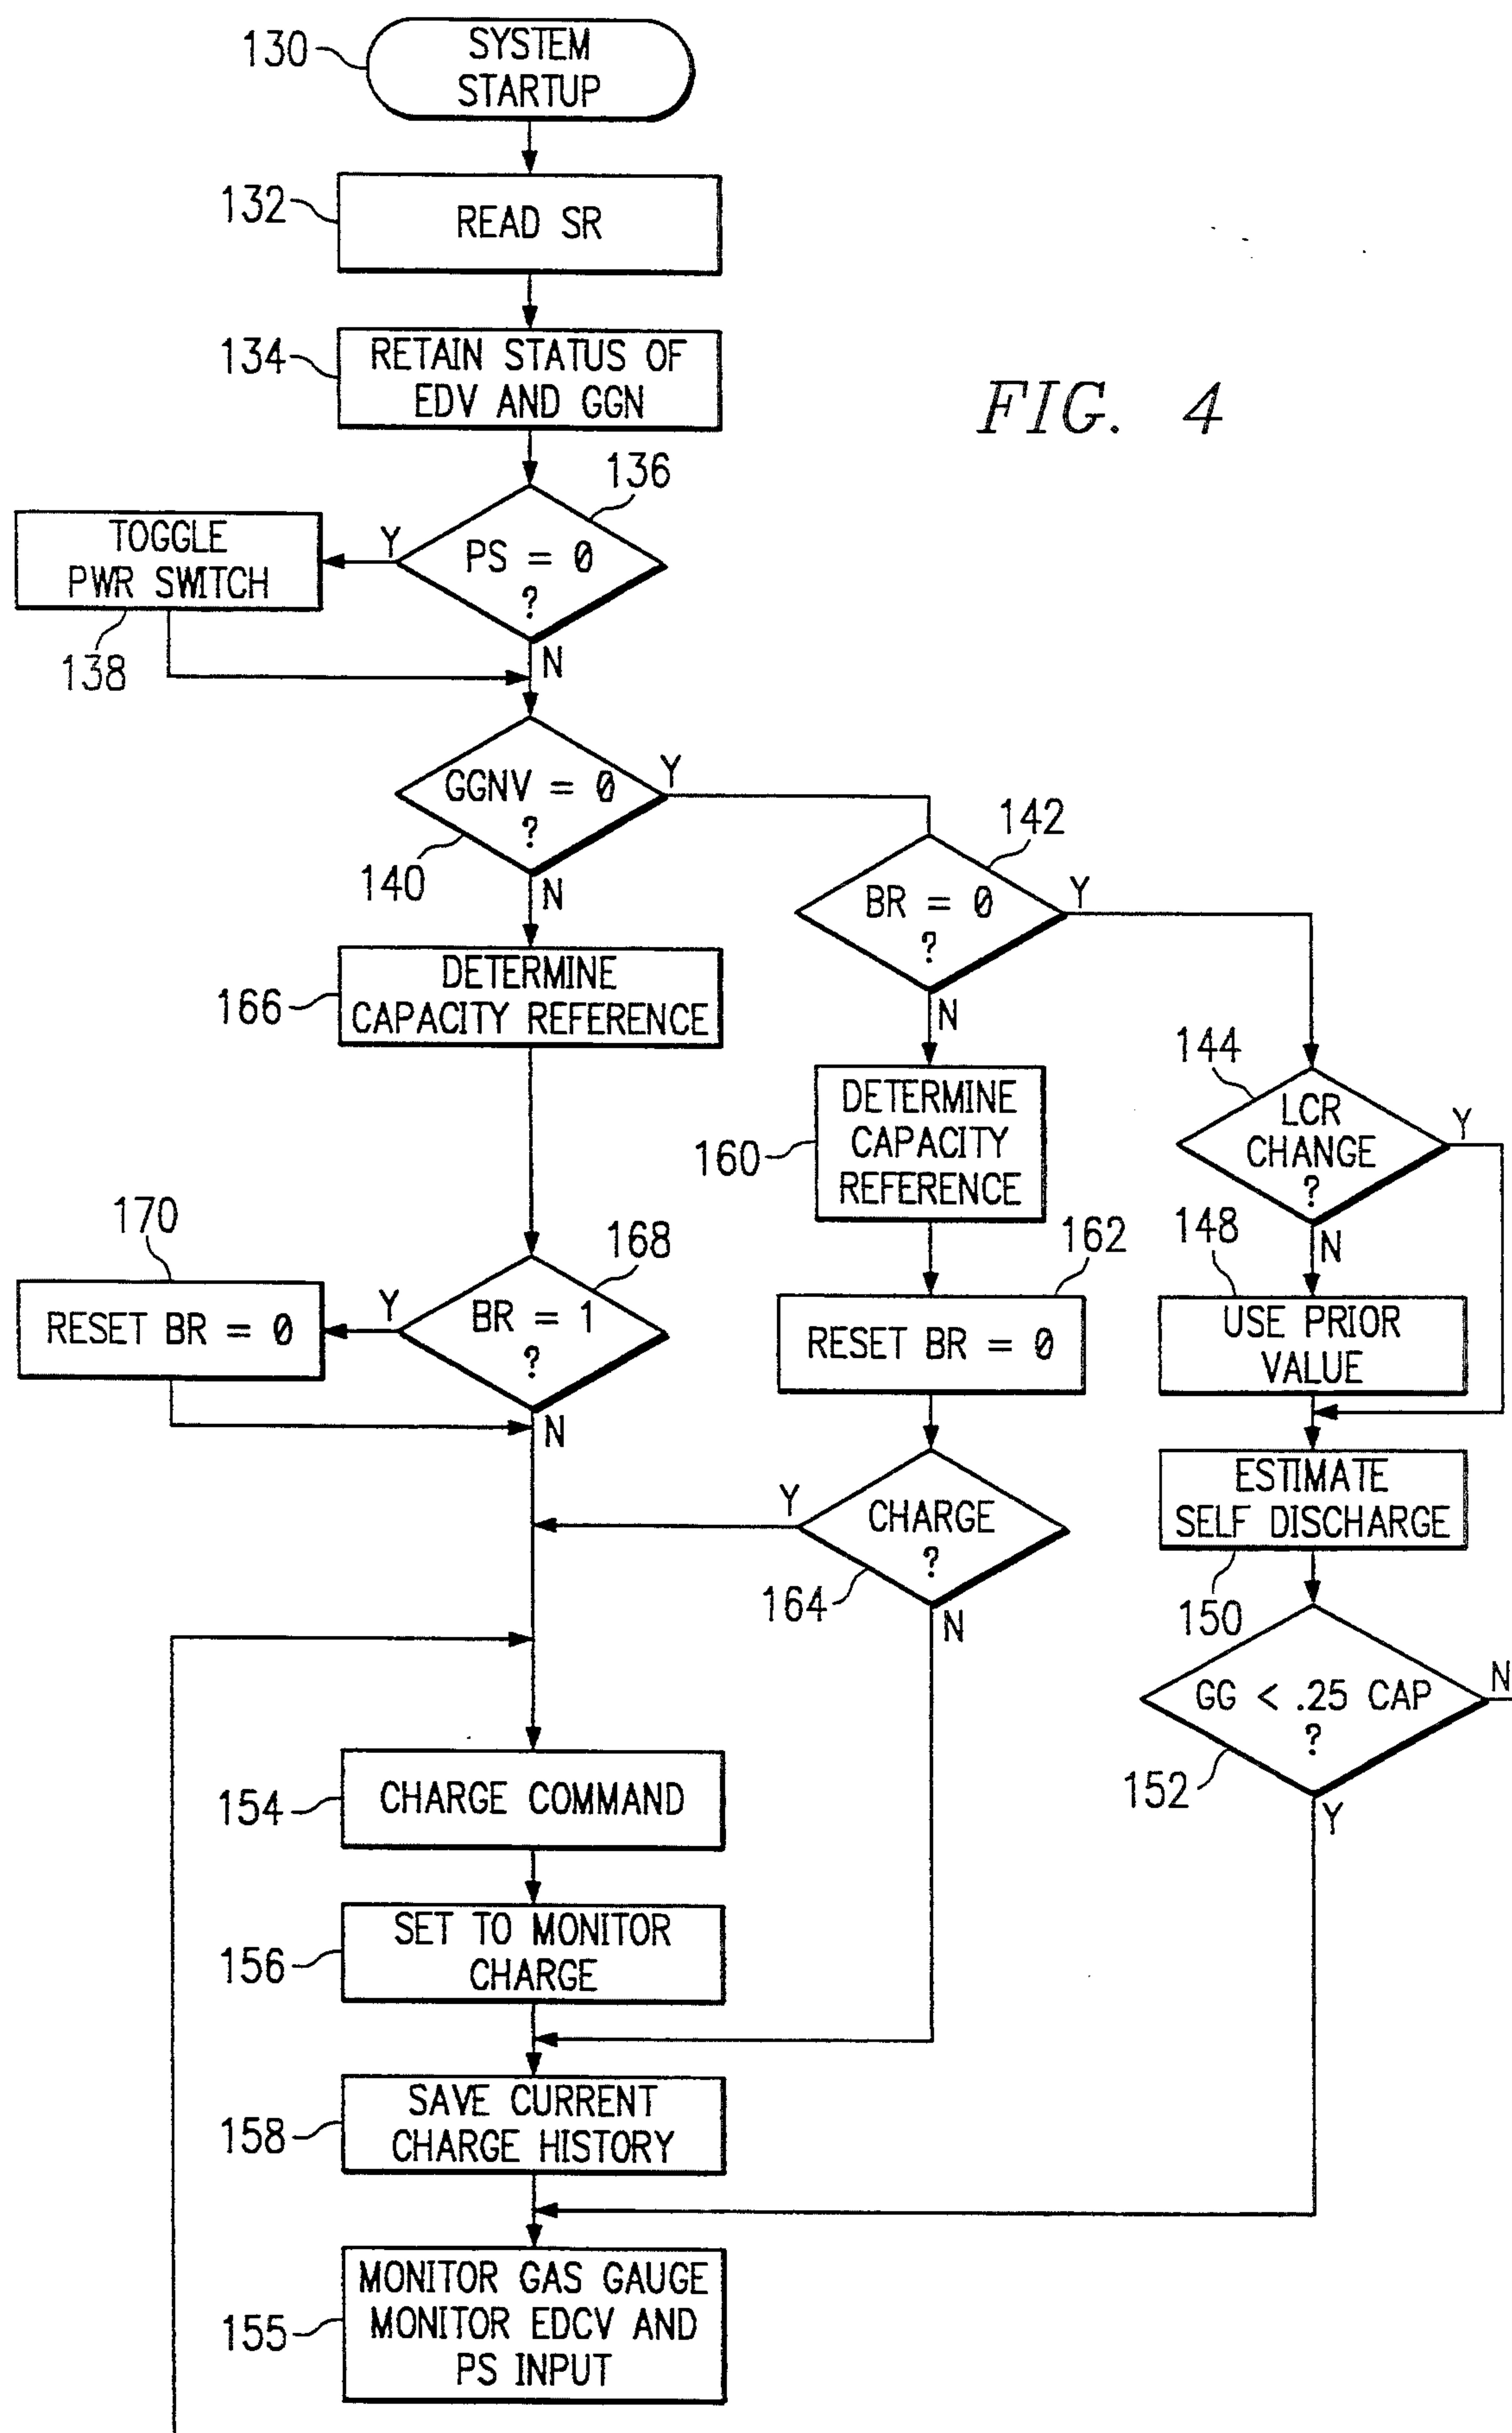 130
SYSTEM
STARTUP
132
READ SR
134
RETAIN STATUS OF
EDV AND GGN
FIG. 4
136
PS = 0
?
Y
N
TOGGLE
PWR SWITCH
138
GGNV = 0
?
140
Y
N
142
BR = 0
?
Y
N
166
DETERMINE
CAPACITY REFERENCE
160
DETERMINE
CAPACITY
REFERENCE
144
LCR
CHANGE
?
Y
N
148
USE PRIOR
VALUE
170
RESET BR = 0
168
BR = 1
?
Y
N
162
RESET BR = 0
CHARGE
?
Y
164
N
ESTIMATE
SELF DISCHARGE
150
GG < .25 CAP
?
N
152
Y
154
CHARGE COMMAND
156
SET TO MONITOR
CHARGE
158
SAVE CURRENT
CHARGE HISTORY
155
MONITOR GAS GAUGE
MONITOR EDCV AND
PS INPUT